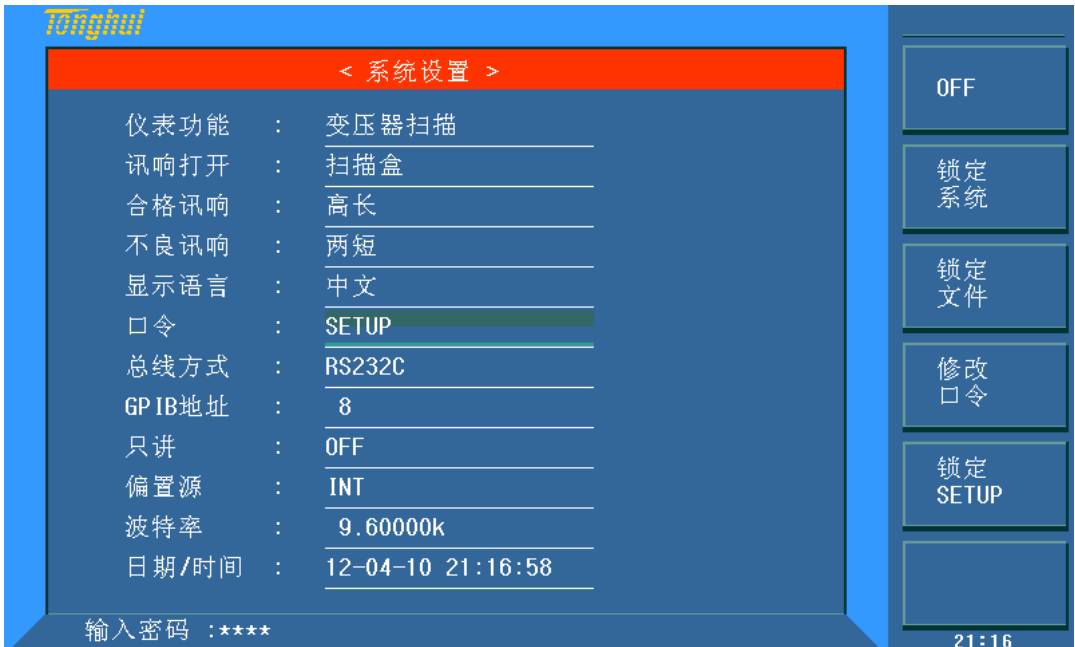 Tonghui
< 系统设置 >
仪表功能 : 变压器扫描
讯响打开 : 扫描盒
合格讯响 : 高长
不良讯响 : 两短
显示语言 : 中文
口令 : SETUP
总线方式 : RS232C
GPIB地址 : 8
只讲 : OFF
偏置源 : INT
波特率 : 9.60000k
日期/时间 : 12-04-10 21:16:58
输入密码 :****
OFF
锁定
系统
锁定
文件
修改
口令
锁定
SETUP
21:16